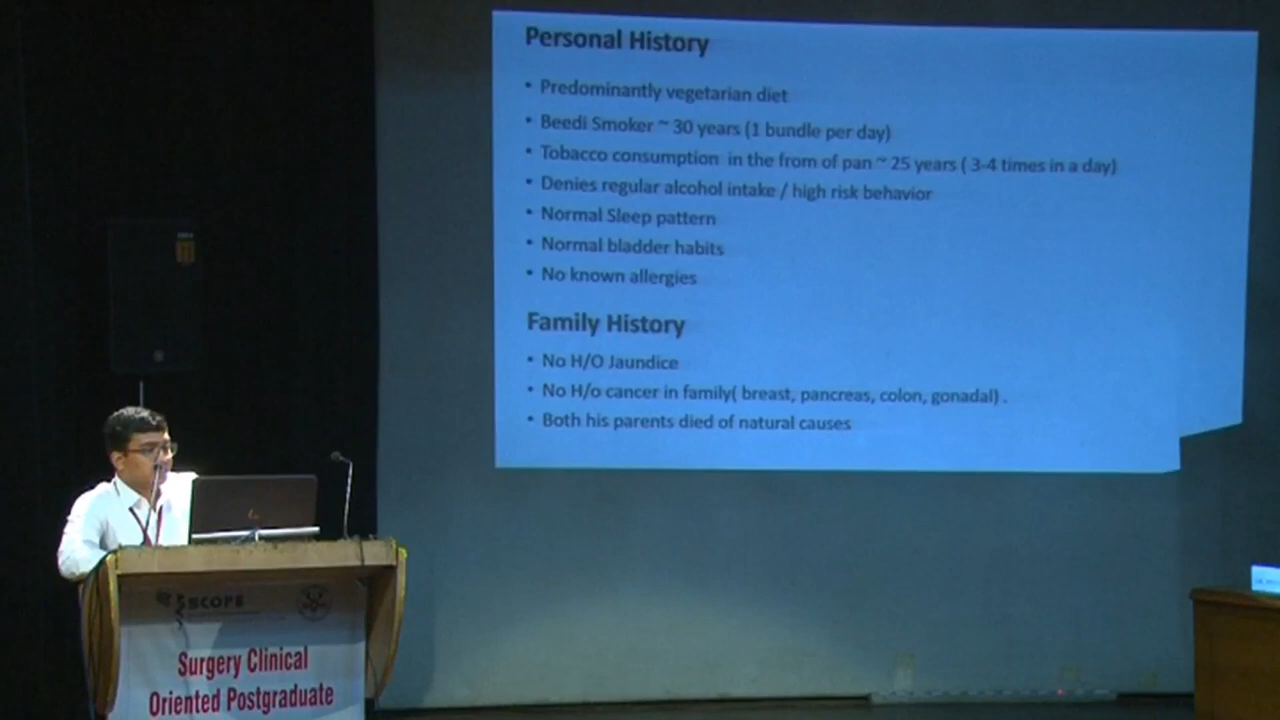 Personal History
• Predominantly vegetarian diet
• Beedi Smoker ~ 30 years (1 bundle per day)
• Tobacco consumption in the from of pan ~ 25 years ( 3-4 times in a day)
• Denies regular alcohol intake / high risk behavior
• Normal Sleep pattern
• Normal bladder habits
• No known allergies
Family History
• No H/O Jaundice
• No H/o cancer in family( breast, pancreas, colon, gonadal) .
• Both his parents died of natural causes
SCOPE
Surgery Clinical
Oriented Postgraduate